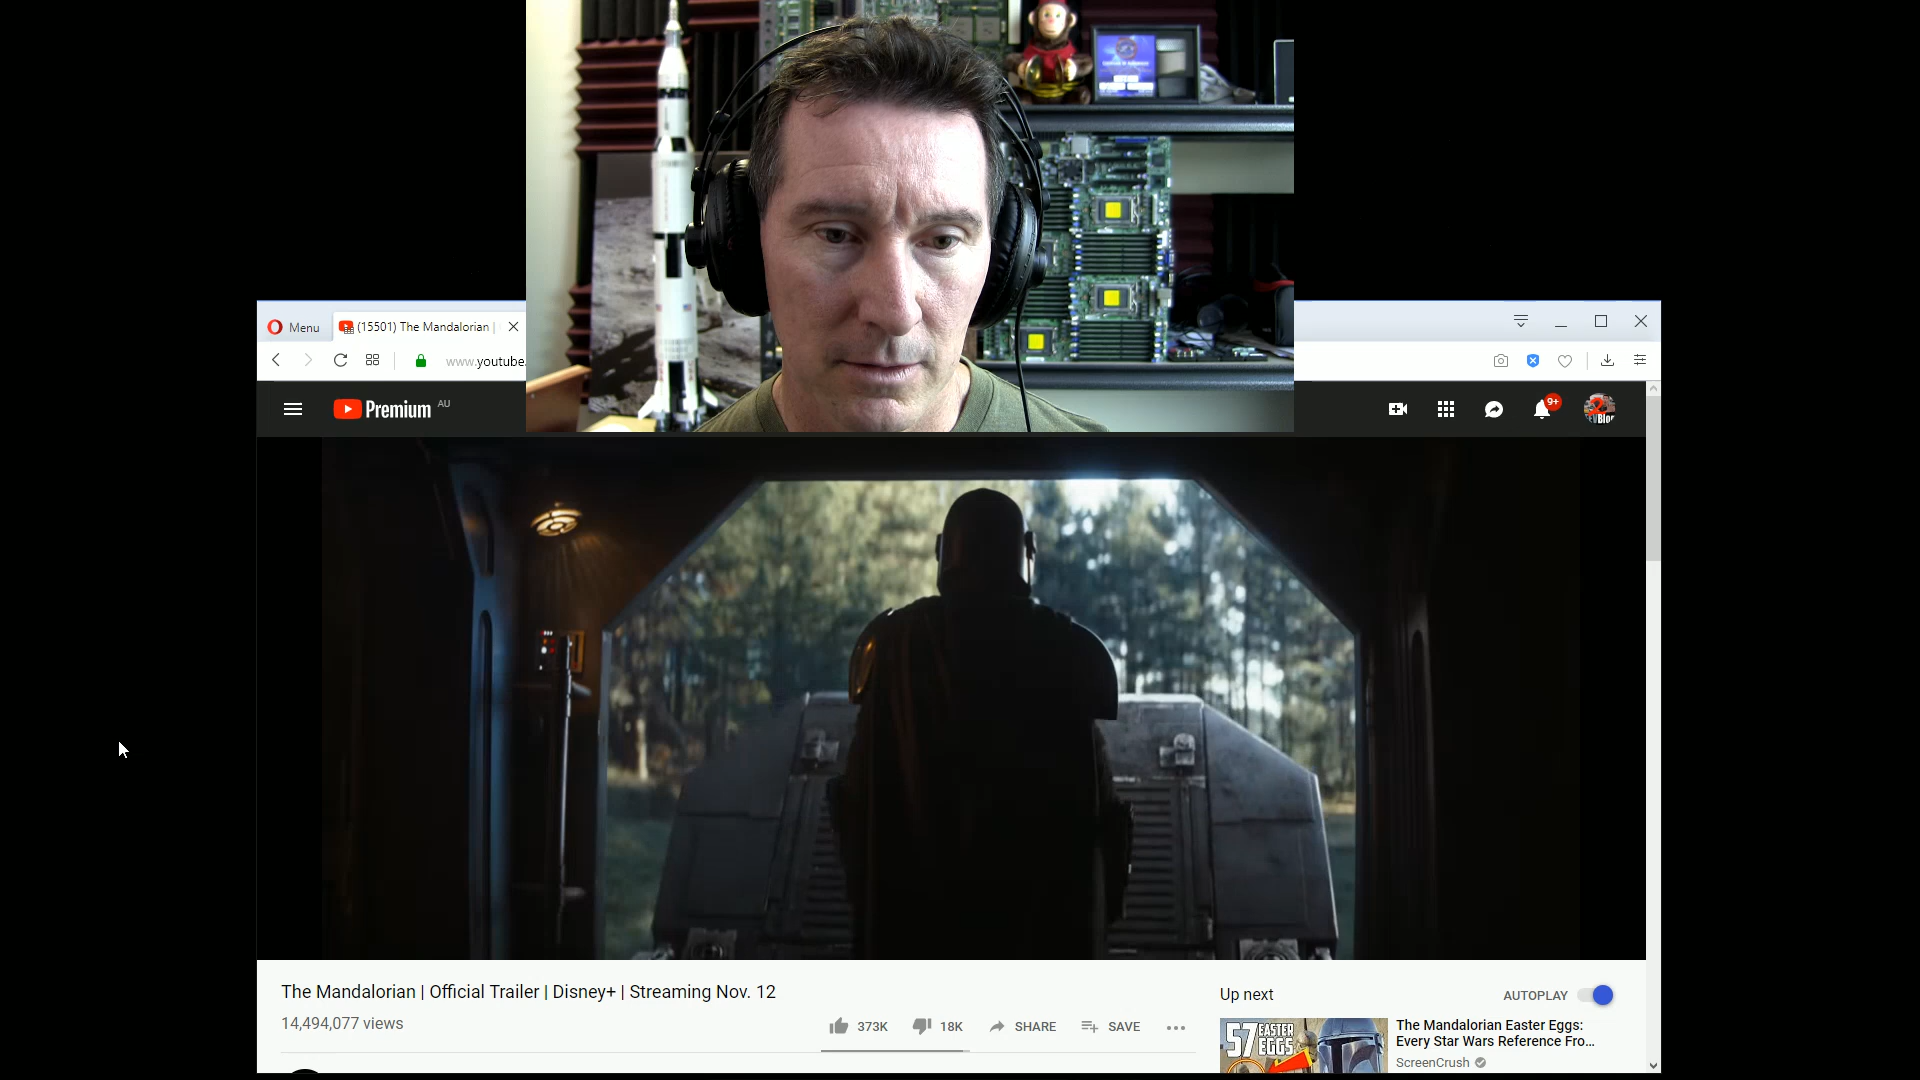 Menu
(15501) The Mandalorian |
www.youtube.
Premium AU
9+
The Mandalorian | Official Trailer | Disney+ | Streaming Nov. 12
14,494,077 views
373K
18K
SHARE
SAVE
Up next
AUTOPLAY
57 EASTER
EGGS
The Mandalorian Easter Eggs:
Every Star Wars Reference Fro...
ScreenCrush